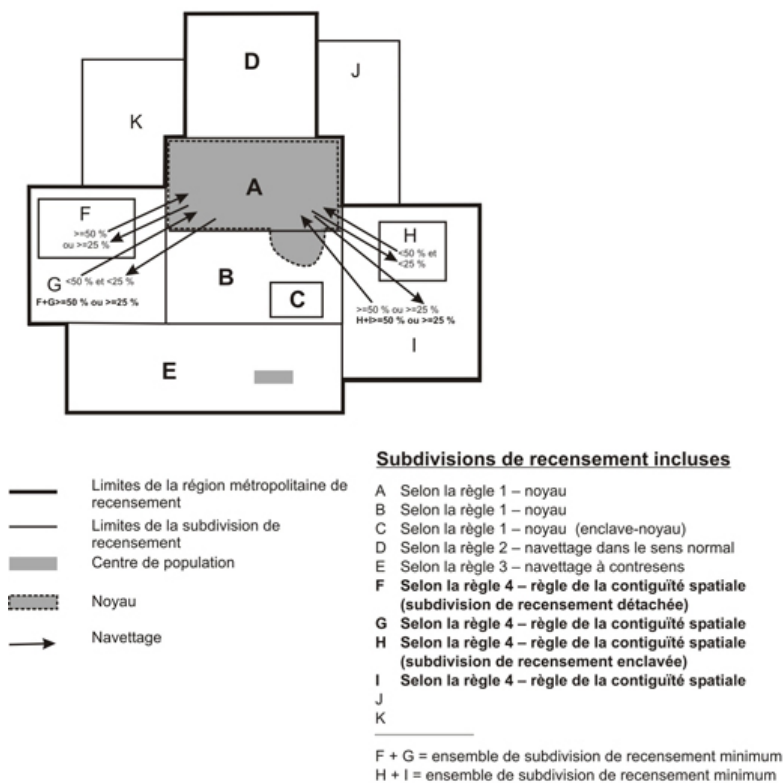 D
J
K
A
F
>=50 %
ou >=25 %
H
<50 % et
<25 %
G <50 % et <25 %
F+G>=50 % ou >=25 %
B
C
>=50 % ou >=25 %
H+I>=50 % ou >=25 %
I
E
Limites de la région métropolitaine de
recensement
Limites de la subdivision de
recensement
Centre de population
Noyau
Navettage
Subdivisions de recensement incluses
A Selon la règle 1 – noyau
B Selon la règle 1 – noyau
C Selon la règle 1 – noyau (enclave-noyau)
D Selon la règle 2 – navettage dans le sens normal
E Selon la règle 3 – navettage à contresens
F Selon la règle 4 – règle de la contiguïté spatiale
(subdivision de recensement détachée)
G Selon la règle 4 – règle de la contiguïté spatiale
H Selon la règle 4 – règle de la contiguïté spatiale
(subdivision de recensement enclavée)
I Selon la règle 4 – règle de la contiguïté spatiale
J
K
F + G = ensemble de subdivision de recensement minimum
H + I = ensemble de subdivision de recensement minimum